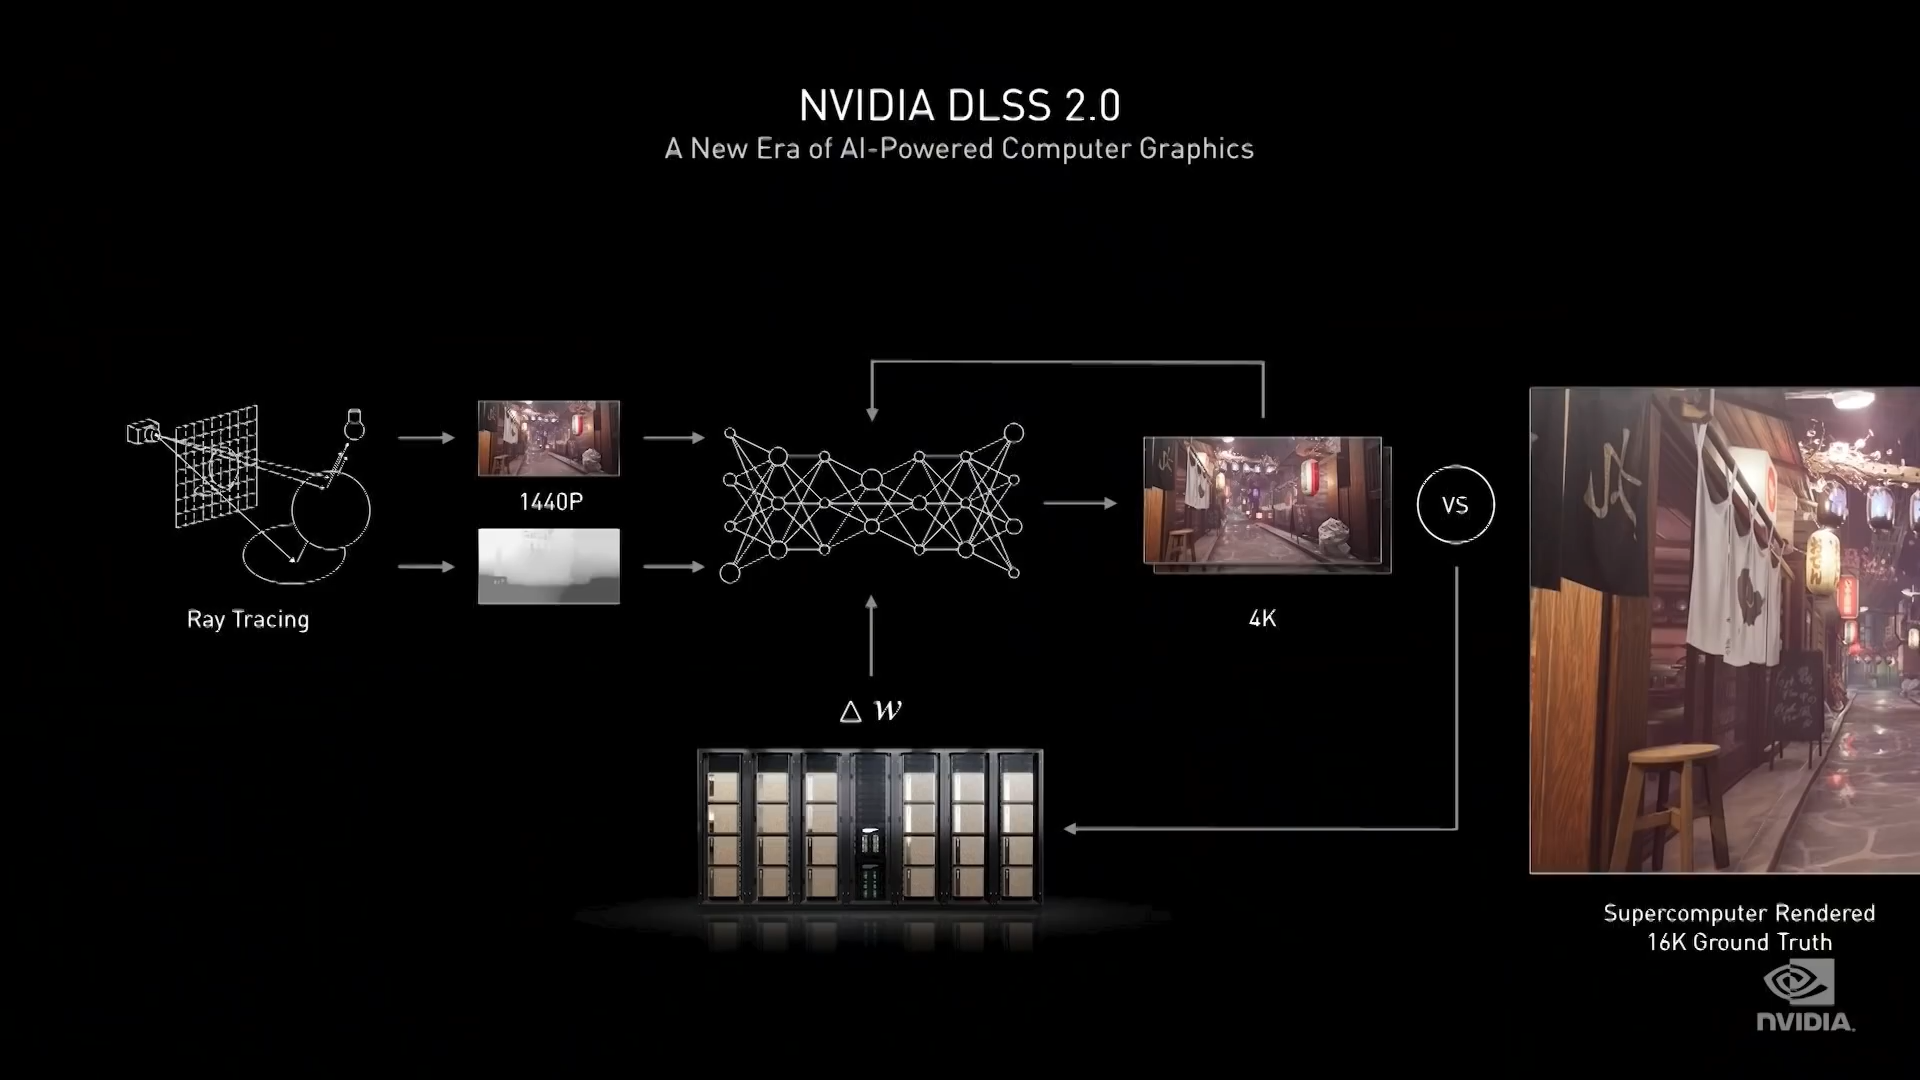 NVIDIA DLSS 2.0
A New Era of AI-Powered Computer Graphics
1440P
VS
Ray Tracing
4K
△ w
Supercomputer Rendered
16K Ground Truth
NVIDIA.